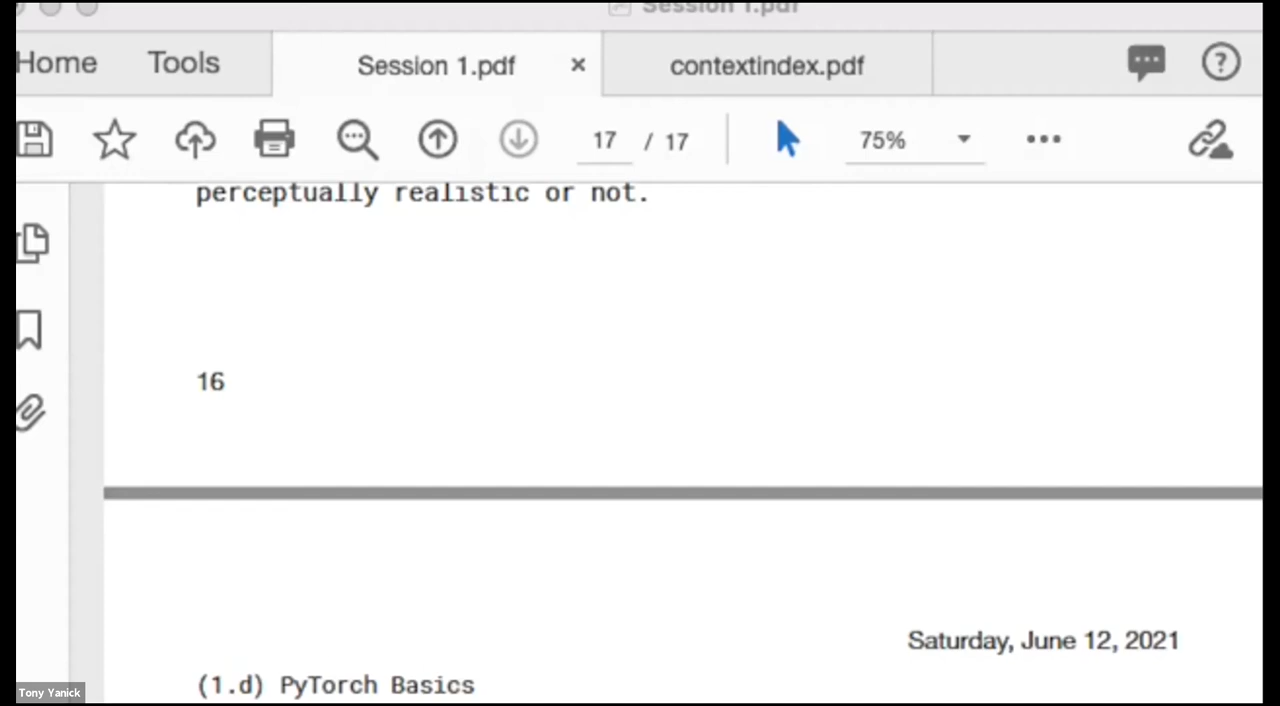 Session 1.pdf
Home Tools Session 1.pdf × contextindex.pdf ?
17 / 17 75%
perceptually realistic or not.
16
Saturday, June 12, 2021
(1.d) PyTorch Basics
Tony Yanick